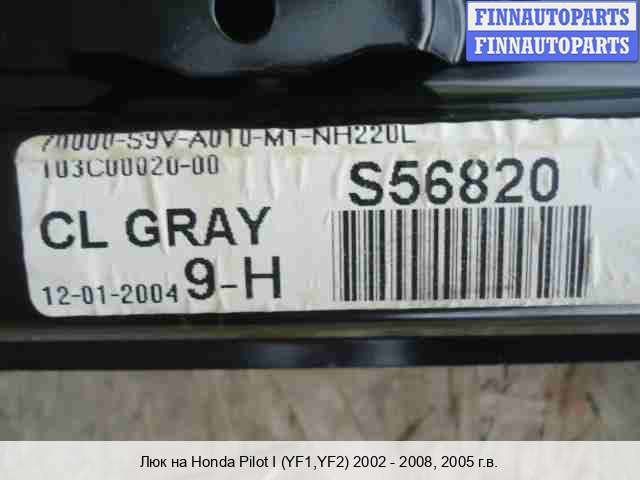 FINNAUTOPARTS
FINNAUTOPARTS
70000-S9V-A010-M1-NH220L
103C00020-00
S56820
CL GRAY
12-01-2004 9-H
Люк на Honda Pilot I (YF1,YF2) 2002 - 2008, 2005 г.в.